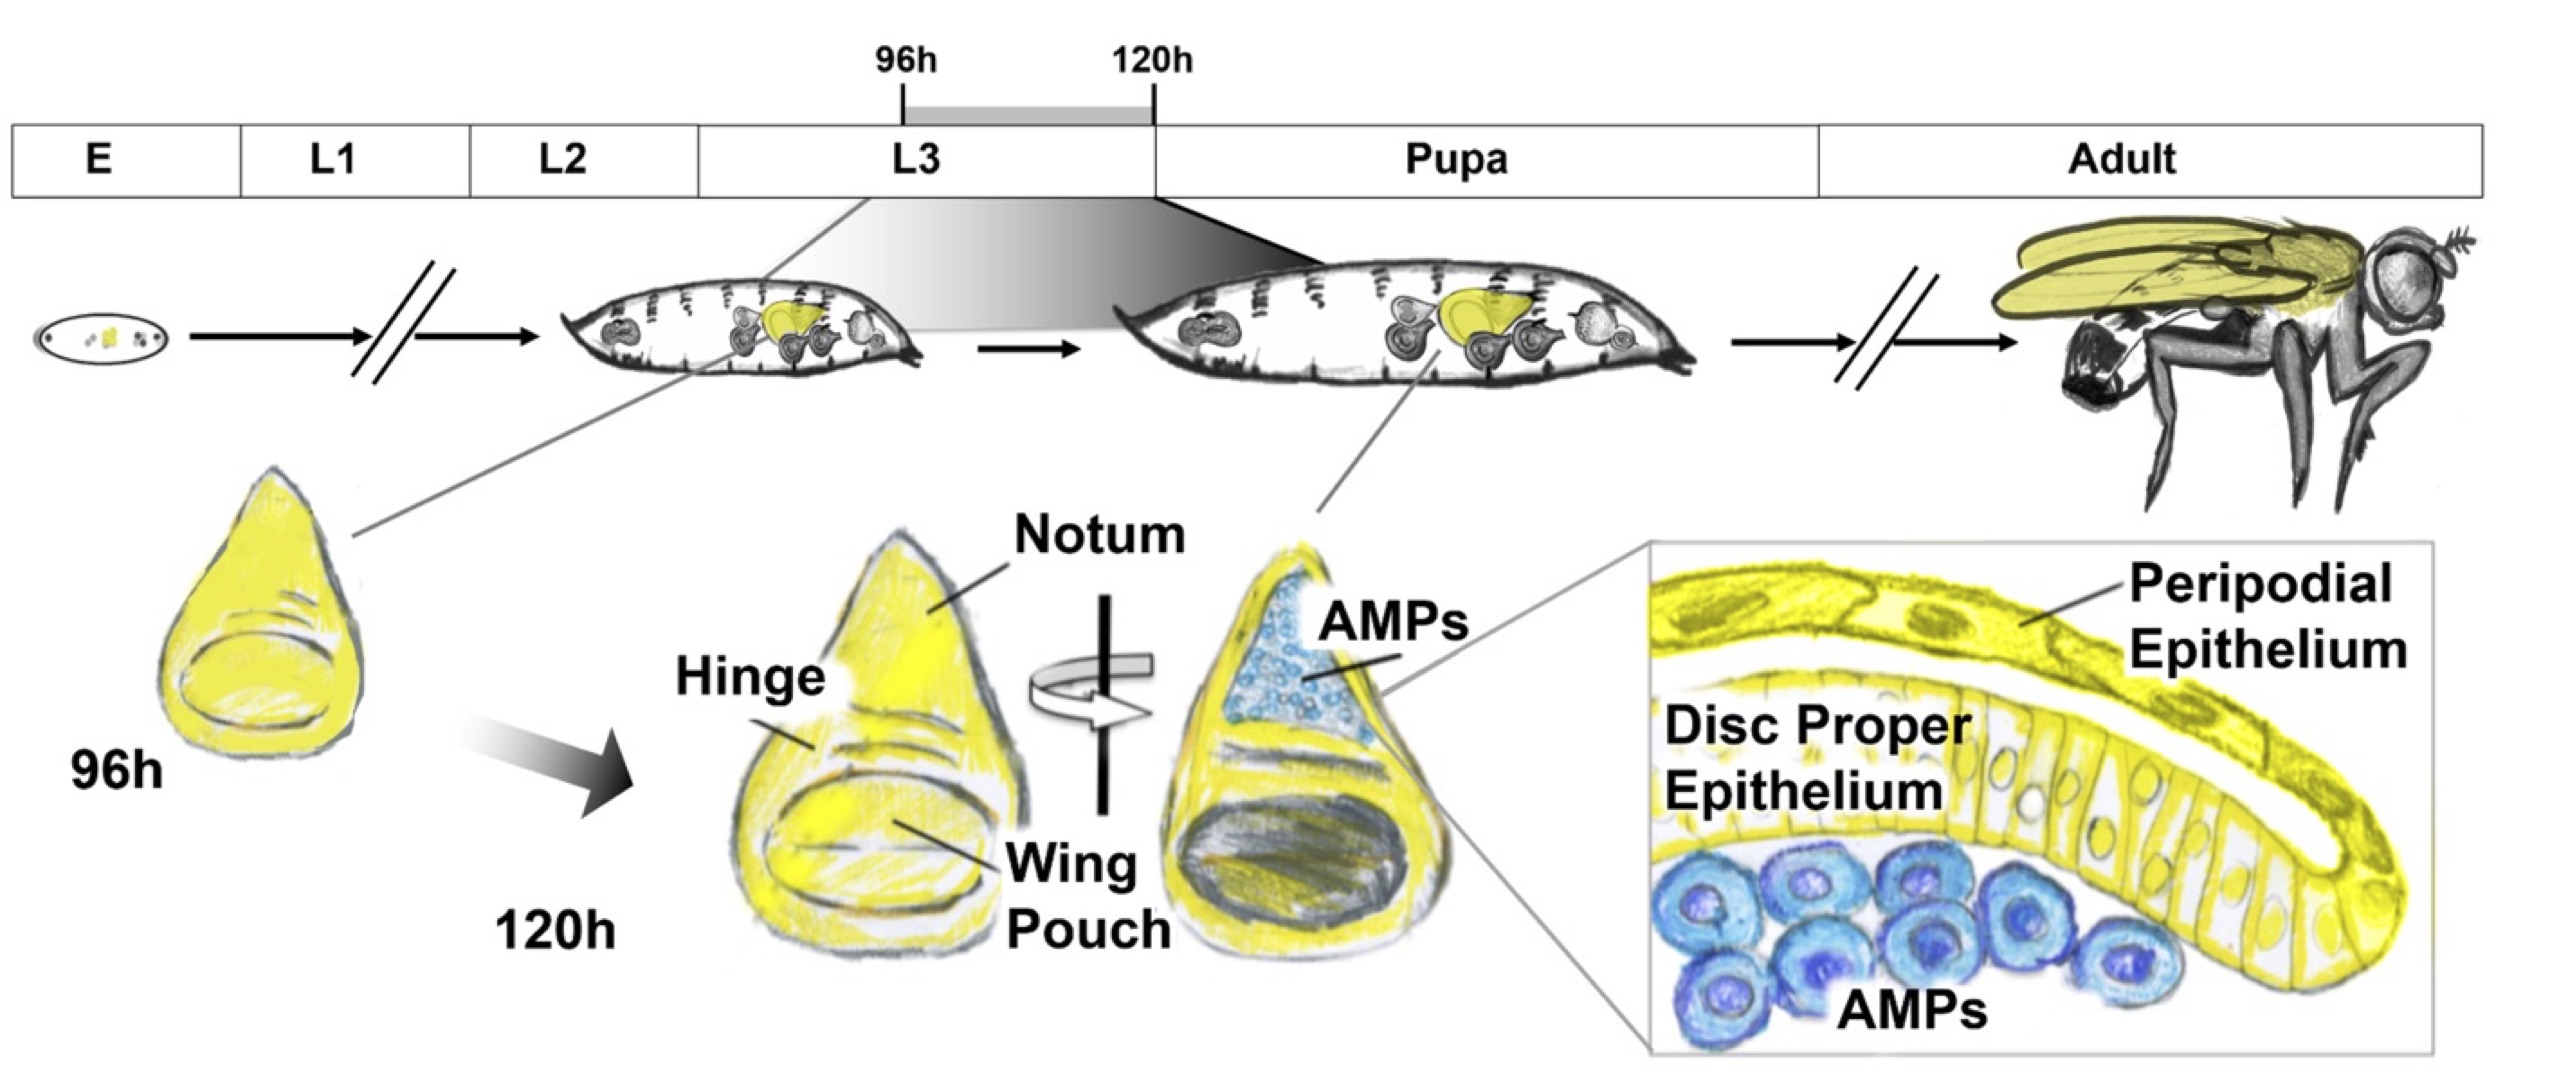 96h 120h
E L1 L2 L3 Pupa Adult
Notum
AMPs
Hinge
Wing
Pouch
96h
120h
Peripodial
Epithelium
Disc Proper
Epithelium
AMPs